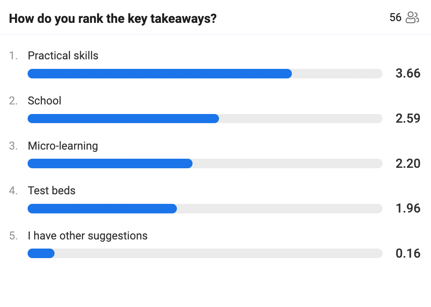 How do you rank the key takeaways?
56
1. Practical skills
3.66
2. School
2.59
3. Micro-learning
2.20
4. Test beds
1.96
5. I have other suggestions
0.16